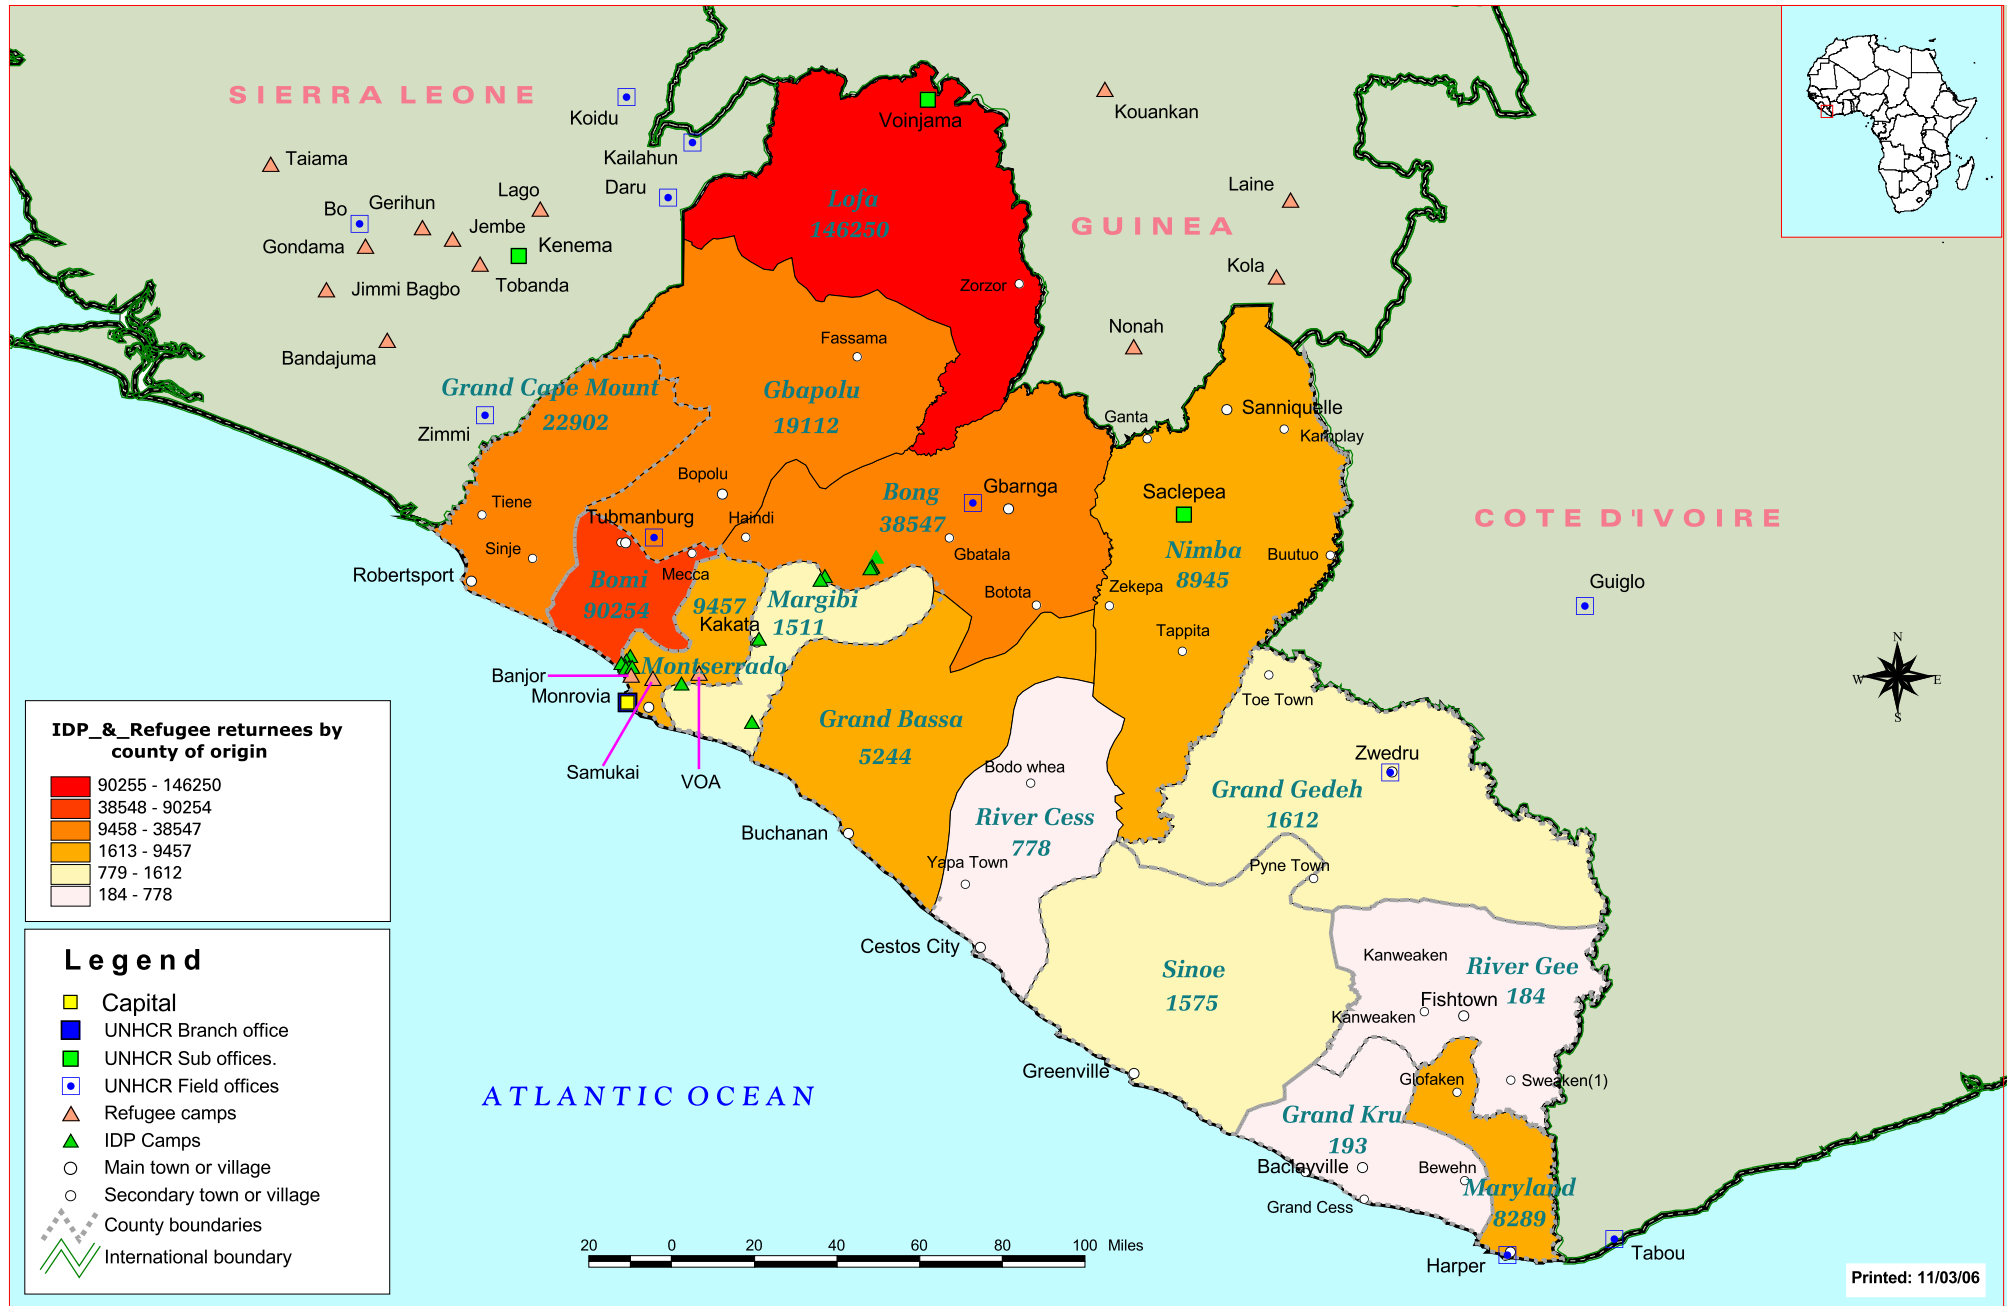 SIERRA LEONE
GUINEA
COTE D'IVOIRE
ATLANTIC OCEAN
Koidu
Kailahun
Daru
Taiama
Bo
Gerihun
Lago
Jembe
Gondama
Kenema
Tobanda
Jimmi Bagbo
Bandajuma
Zimmi
Voinjama
Kouankan
Laine
Kola
Nonah
Lofa
146250
Zorzor
Fassama
Grand Cape Mount
22902
Gbapolu
19112
Ganta
Sanniquelle
Kamplay
Bopolu
Tiene
Sinje
Robertsport
Tubmanburg
Haindi
Mecca
Bomi
90254
Bong
38547
Gbarnga
Gbatala
Botota
Saclepea
Nimba
8945
Buutuo
Zekepa
Tappita
Guiglo
9457
Kakata
Margibi
1511
Montserrado
Banjor
Monrovia
Samukai
VOA
Grand Bassa
5244
Buchanan
Bodo whea
River Cess
778
Yapa Town
Cestos City
Toe Town
Zwedru
Grand Gedeh
1612
Pyne Town
Sinoe
1575
Greenville
Kanweaken
River Gee
184
Fishtown
Kanweaken
Glofaken
Sweaken(1)
Grand Kru
193
Baclayville
Bewehn
Grand Cess
Maryland
8289
Harper
Tabou
N
W
E
S
IDP_&_Refugee returnees by
county of origin
90255 - 146250
38548 - 90254
9458 - 38547
1613 - 9457
779 - 1612
184 - 778
Legend
Capital
UNHCR Branch office
UNHCR Sub offices.
UNHCR Field offices
Refugee camps
IDP Camps
Main town or village
Secondary town or village
County boundaries
International boundary
20 0 20 40 60 80 100 Miles
Printed: 11/03/06